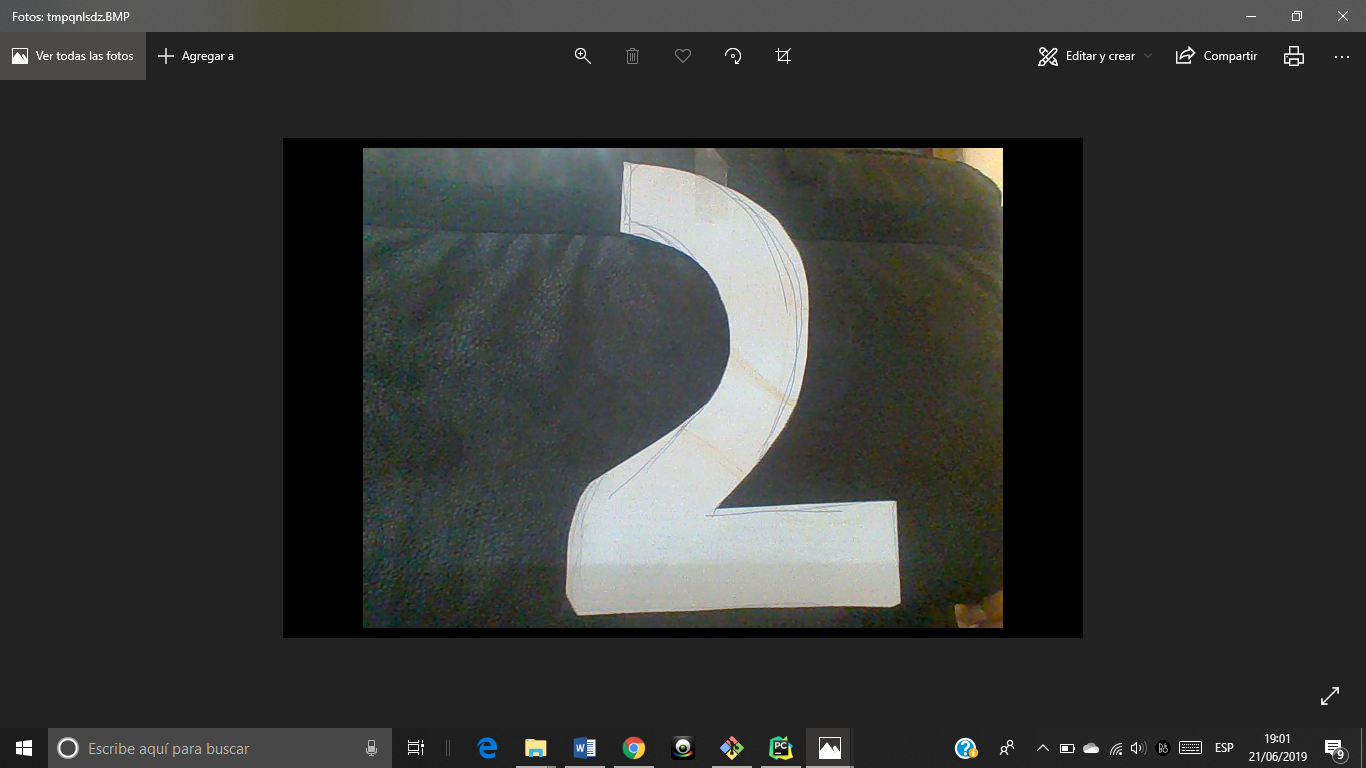 Fotos: tmpqnlsdz.BMP
Ver todas las fotos
Agregar a
Editar y crear
Compartir
2
Escribe aquí para buscar
ESP
19:01
21/06/2019
9